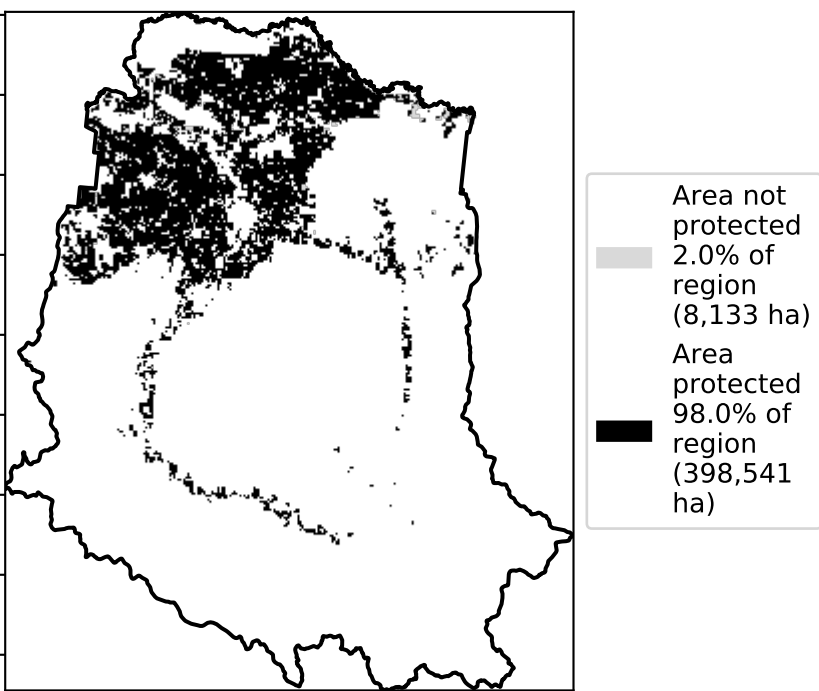 Area not
protected
2.0% of
region
(8,133 ha)
Area
protected
98.0% of
region
(398,541
ha)